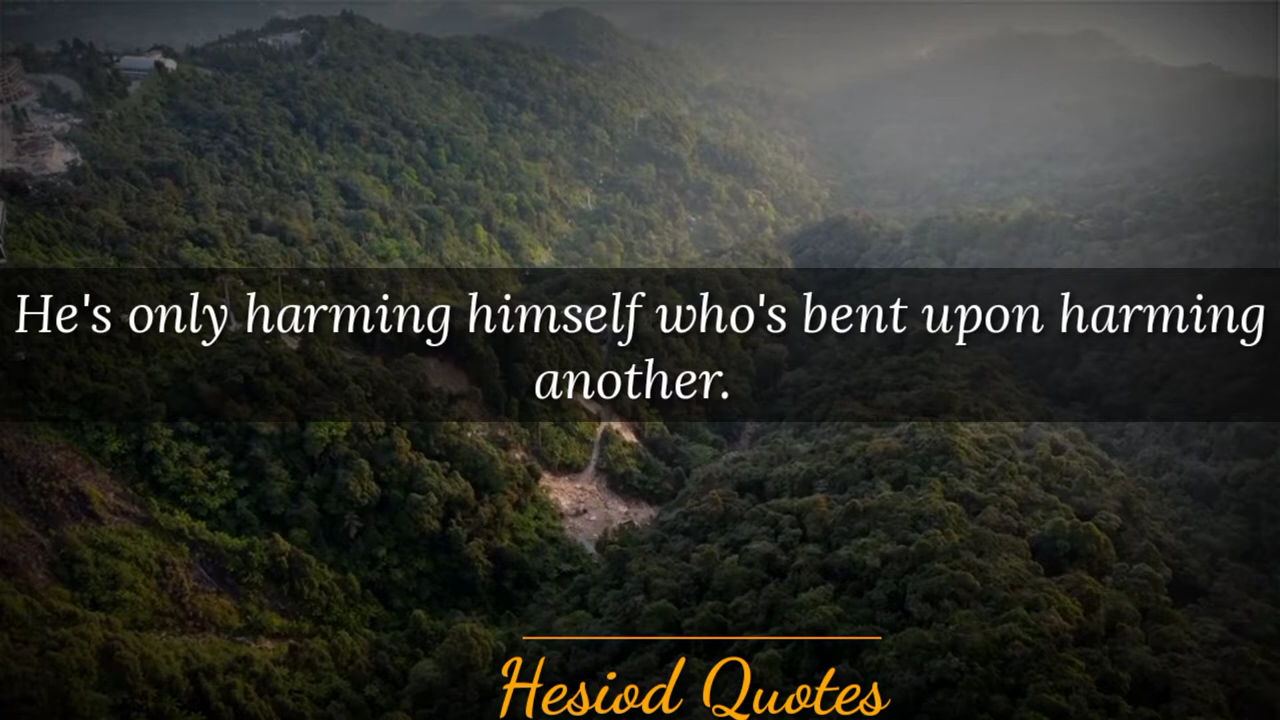 He's only harming himself who's bent upon harming
another.
Hesiod Quotes